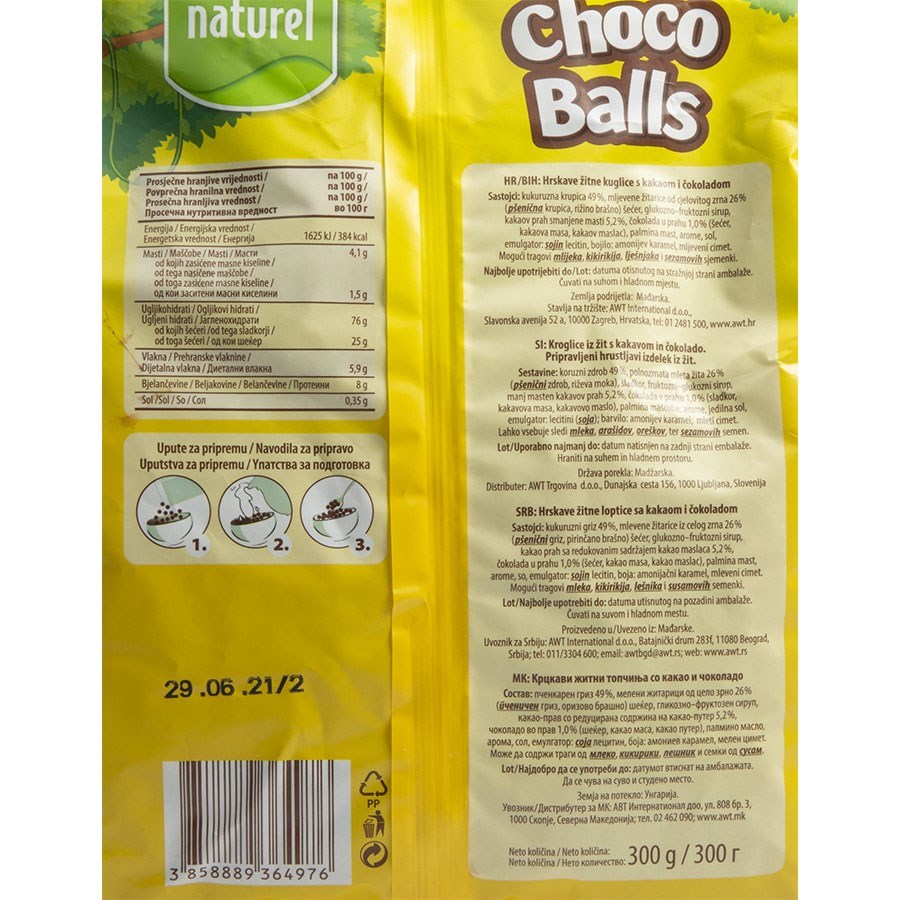 naturel
Prosječne hranjive vrijednosti / na 100 g /
Povprečna hranilna vrednost / na 100 g /
Prosečna hranljiva vrednost / na 100 g /
Просечна нутритивна вредност во 100 г
Energija / Energijska vrednost /
Energetska vrednost / Енергија 1625 kJ / 384 kcal
Masti / Maščobe / Masti / Масти 4,1 g
od kojih zasićene masne kiseline /
od tega nasičene maščobe /
od toga zasićene masne kiseline /
од кои заситени масни киселини 1,5 g
Ugljikohidrati / Ogljikovi hidrati /
Ugljeni hidrati / Јагленохидрати 76 g
od kojih šećeri /od tega sladkorji /
od toga šećeri / од кои шеќер 25 g
Vlakna / Prehranske vlaknine /
Dijetalna vlakna / Диетални влакна 5,9 g
Bjelančevine / Beljakovine / Belančevine / Протеини 8 g
Sol /Sol / So / Сол 0,35 g
Upute za pripremu / Navodila za pripravo
Uputstva za pripremu / Упатства за подготовка
1. 2. 3.
29 .06 .21/2
3 858889 364976
PP
Choco
Balls
HR/BIH: Hrskave žitne kuglice s kakaom i čokoladom
Sastojci: kukuruzna krupica 49%, mljevene žitarice od cjelovitog zrna 26%
(pšenična krupica, rižino brašno) šećer, glukozno-fruktozni sirup,
kakaov prah smanjene masti 5,2%, čokolada u prahu 1,0% (šećer,
kakaova masa, kakaov maslac), palmina mast, arome, sol,
emulgator: sojin lecitin, bojilo: amonijev karamel, mljeveni cimet.
Mogući tragovi mlijeka, kikirikija, lješnjaka i sezamovih sjemenki.
Najbolje upotrijebiti do/Lot: datuma otisnutog na stražnjoj strani ambalaže.
Čuvati na suhom i hladnom mjestu.
Zemlja podrijetla: Mađarska.
Stavlja na tržište: AWT International d.o.o.,
Slavonska avenija 52 a, 10000 Zagreb, Hrvatska, tel: 01 2481 500, www.awt.hr
SI: Kroglice iz žit s kakavom in čokolado.
Pripravljeni hrustljavi izdelek iz žit.
Sestavine: koruzni zdrob 49 %, polnozrnata mleta žita 26%
(pšenični zdrob, riževa moka), sladkor, fruktozno-glukozni sirup,
manj masten kakavov prah 5,2%, čokolada v prahu 1,0% (sladkor,
kakavova masa, kakavovo maslo), palmina maščoba, arome, jedilna sol,
emulgator: lecitini (soja); barvilo: amonijev karamel; mleti cimet.
Lahko vsebuje sledi mleka, arašidov, oreškov, ter sezamovih semen.
Lot/Uporabno najmanj do: datum natisnjen na zadnji strani embalaže.
Hraniti na suhem in hladnem prostoru.
Država porekla: Madžarska.
Distributer: AWT Trgovina d.o.o., Dunajska cesta 156, 1000 Ljubljana, Slovenija
SRB: Hrskave žitne loptice sa kakaom i čokoladom
Sastojci: kukuruzni griz 49%, mlevene žitarice iz celog zrna 26%
(pšenični griz, pirinčano brašno) šećer, glukozno-fruktozni sirup,
kakao prah sa redukovanim sadržajem kakao maslaca 5,2%,
čokolada u prahu 1,0% (šećer, kakao masa, kakao maslac), palmina mast,
arome, so, emulgator: sojin lecitin, boja: amonijačni karamel, mleveni cimet.
Mogući tragovi mleka, kikirikija, lešnika i susamovih semenki.
Lot/Najbolje upotrebiti do: datuma utisnutog na pozadini ambalaže.
Čuvati na suvom i hladnom mestu.
Proizvedeno u/Uvezeno iz: Mađarske.
Uvoznik za Srbiju: AWT International d.o.o., Batajnički drum 283f, 11080 Beograd,
Srbija; tel: 011/3304 600; email: awtbgd@awt.rs; web: www.awt.rs
МК: Крцкави житни топчиња со какао и чоколадо
Состав: пченкарен гриз 49%, мелени житарици од цело зрно 26%
(пченичен гриз, оризово брашно) шеќер, гликозно-фруктозен сируп,
какао-прав со редуцирана содржина на какао-путер 5,2%,
чоколадо во прав 1,0% (шеќер, какао маса, какао путер), палмино масло,
арома, сол, емулгатор: соја лецитин, боја: амониев карамел, мелен цимет.
Може да содржи траги од млеко, кикирики, лешник и семки од сусам.
Lot/Најдобро да се употреби до: датумот втиснат на амбалажата.
Да се чува на суво и студено место.
Земја на потекло: Унгарија.
Увозник/Дистрибутер за МК: АВТ Интернатионал доо, ул. 808 бр. 3,
1000 Скопје, Северна Македонија; тел. 02 462 090; www.awt.mk
Neto količina / Neto količina:
Neto količina / Нето количество: 300 g / 300 г